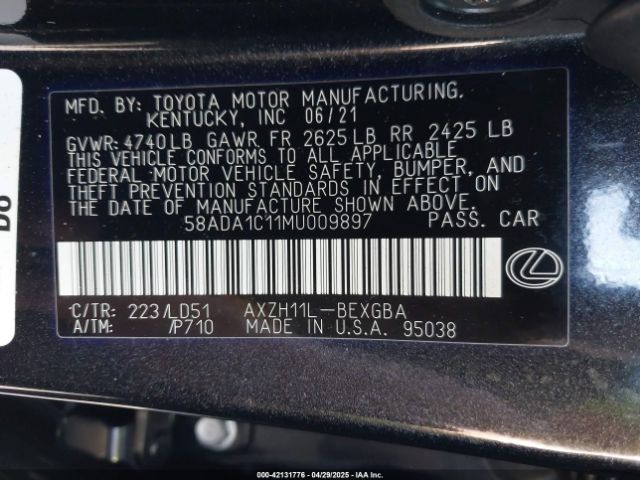 MFD. BY: TOYOTA MOTOR MANUFACTURING.
KENTUCKY, INC 06/21
GVWR: 4740LB GAWR FR 2625 LB RR 2425 LB
THIS VEHICLE CONFORMS TO ALL APPLICABLE
FEDERAL MOTOR VEHICLE SAFETY, BUMPER, AND
THEFT PREVENTION STANDARDS IN EFFECT ON
THE DATE OF MANUFACTURE SHOWN ABOVE.
58ADA1C11MU009897 PASS. CAR
C/TR: 223/LD51 AXZH11L-BEXGBA
A/TM: /P710 MADE IN U.S.A. 95038
000-42131776 - 04/29/2025 - IAAI.COM